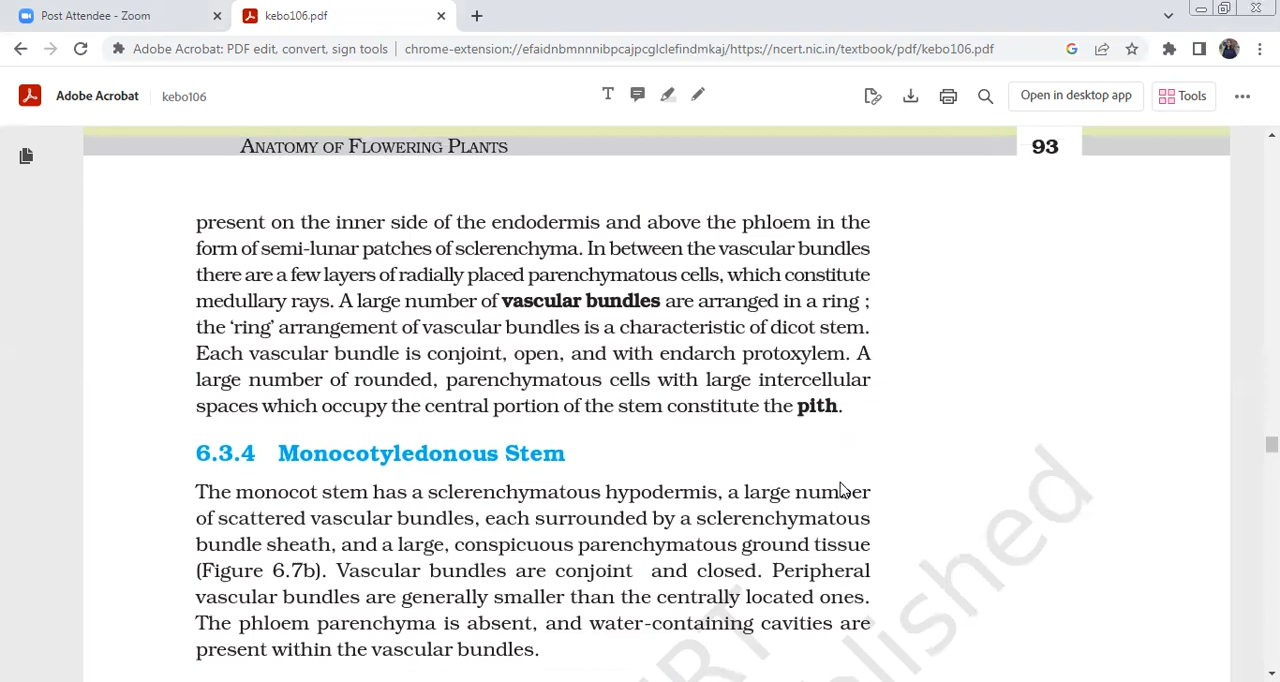 Post Attendee - Zoom
kebo106.pdf
Adobe Acrobat: PDF edit, convert, sign tools | chrome-extension://efaidnbmnnnibpcajpcglclefindmkaj/https://ncert.nic.in/textbook/pdf/kebo106.pdf
Adobe Acrobat
kebo106
Open in desktop app
Tools
ANATOMY OF FLOWERING PLANTS
93
present on the inner side of the endodermis and above the phloem in the
form of semi-lunar patches of sclerenchyma. In between the vascular bundles
there are a few layers of radially placed parenchymatous cells, which constitute
medullary rays. A large number of vascular bundles are arranged in a ring ;
the ‘ring’ arrangement of vascular bundles is a characteristic of dicot stem.
Each vascular bundle is conjoint, open, and with endarch protoxylem. A
large number of rounded, parenchymatous cells with large intercellular
spaces which occupy the central portion of the stem constitute the pith.
6.3.4 Monocotyledonous Stem
The monocot stem has a sclerenchymatous hypodermis, a large number
of scattered vascular bundles, each surrounded by a sclerenchymatous
bundle sheath, and a large, conspicuous parenchymatous ground tissue
(Figure 6.7b). Vascular bundles are conjoint and closed. Peripheral
vascular bundles are generally smaller than the centrally located ones.
The phloem parenchyma is absent, and water-containing cavities are
present within the vascular bundles.